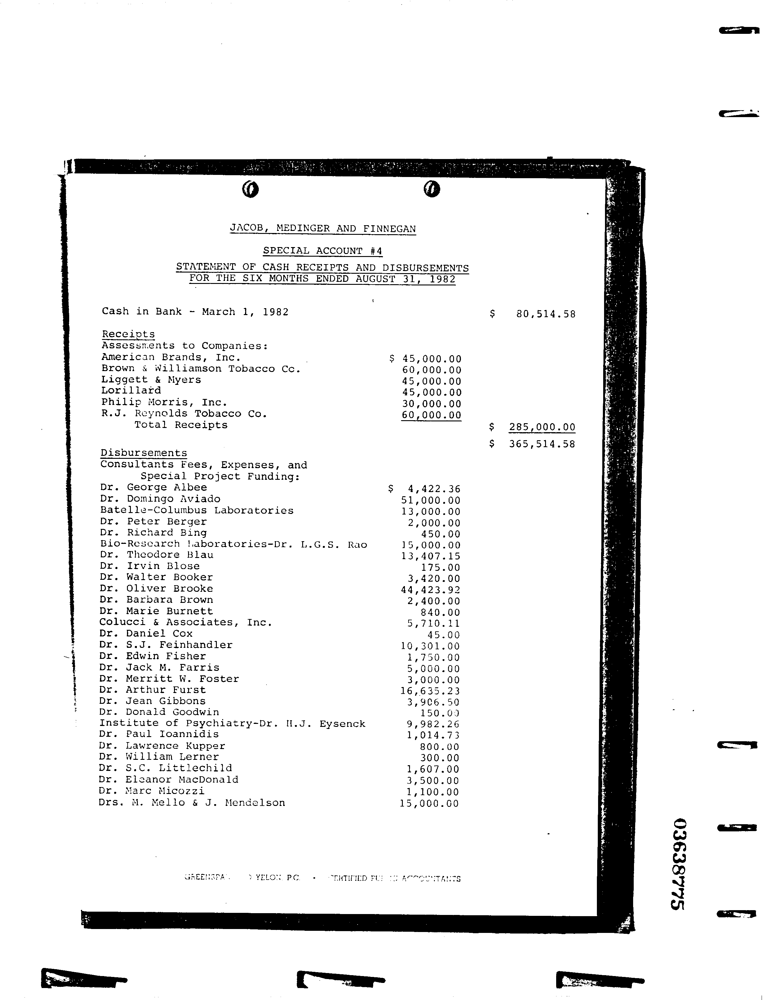 JACOB, MEDINGER AND FINNEGAN
SPECIAL ACCOUNT #4
STATEMENT OF CASH RECEIPTS AND DISBURSEMENTS
FOR THE SIX MONTHS ENDED AUGUST 31, 1982
Cash in Bank - March 1, 1982 $ 80,514.58
Receipts
Assessments to Companies:
American Brands, Inc. $ 45,000.00
Brown & Williamson Tobacco Co. 60,000.00
Liggett & Myers 45,000.00
Lorillard 45,000.00
Philip Morris, Inc. 30,000.00
R.J. Reynolds Tobacco Co. 60,000.00
Total Receipts $ 285,000.00
$ 365,514.58
Disbursements
Consultants Fees, Expenses, and
Special Project Funding:
Dr. George Albee $ 4,422.36
Dr. Domingo Aviado 51,000.00
Batelle-Columbus Laboratories 13,000.00
Dr. Peter Berger 2,000.00
Dr. Richard Bing 450.00
Bio-Research Laboratories-Dr. L.G.S. Rao 15,000.00
Dr. Theodore Blau 13,407.15
Dr. Irvin Blose 175.00
Dr. Walter Booker 3,420.00
Dr. Oliver Brooke 44,423.92
Dr. Barbara Brown 2,400.00
Dr. Marie Burnett 840.00
Colucci & Associates, Inc. 5,710.11
Dr. Daniel Cox 45.00
Dr. S.J. Feinhandler 10,301.00
Dr. Edwin Fisher 1,750.00
Dr. Jack M. Farris 5,000.00
Dr. Merritt W. Foster 3,000.00
Dr. Arthur Furst 16,635.23
Dr. Jean Gibbons 3,906.50
Dr. Donald Goodwin 150.00
Institute of Psychiatry-Dr. H.J. Eysenck 9,982.26
Dr. Paul Ioannidis 1,014.73
Dr. Lawrence Kupper 800.00
Dr. William Lerner 300.00
Dr. S.C. Littlechild 1,607.00
Dr. Eleanor MacDonald 3,500.00
Dr. Marc Micozzi 1,100.00
Drs. M. Mello & J. Mendelson 15,000.00
YELON P.C. • CERTIFIED ACCOUNTANTS
03638775